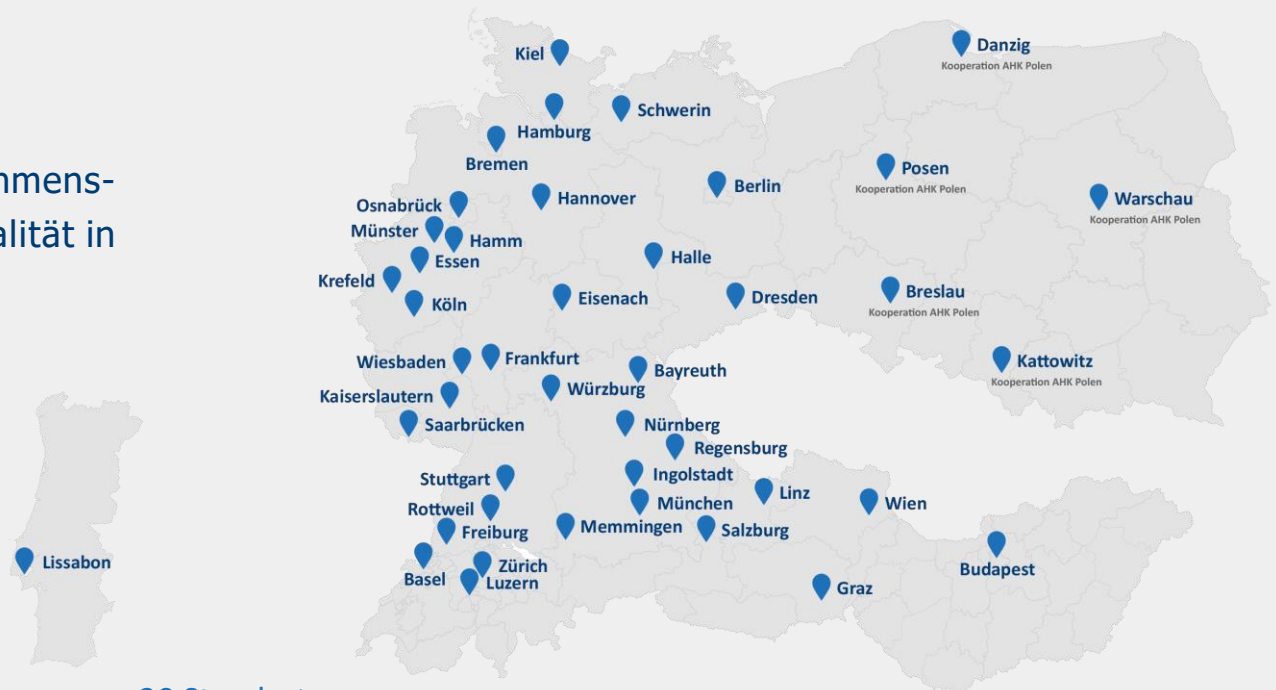 Kiel
Danzig
Kooperation AHK Polen
Hamburg
Schwerin
Bremen
Posen
Kooperation AHK Polen
Berlin
Warschau
Kooperation AHK Polen
mmens-
alität in
Osnabrück
Hannover
Münster
Hamm
Essen
Halle
Krefeld
Köln
Eisenach
Dresden
Breslau
Kooperation AHK Polen
Wiesbaden
Frankfurt
Bayreuth
Kattowitz
Kooperation AHK Polen
Kaiserslautern
Würzburg
Saarbrücken
Nürnberg
Regensburg
Stuttgart
Ingolstadt
Linz
Rottweil
München
Wien
Freiburg
Memmingen
Salzburg
Lissabon
Basel
Zürich
Luzern
Budapest
Graz